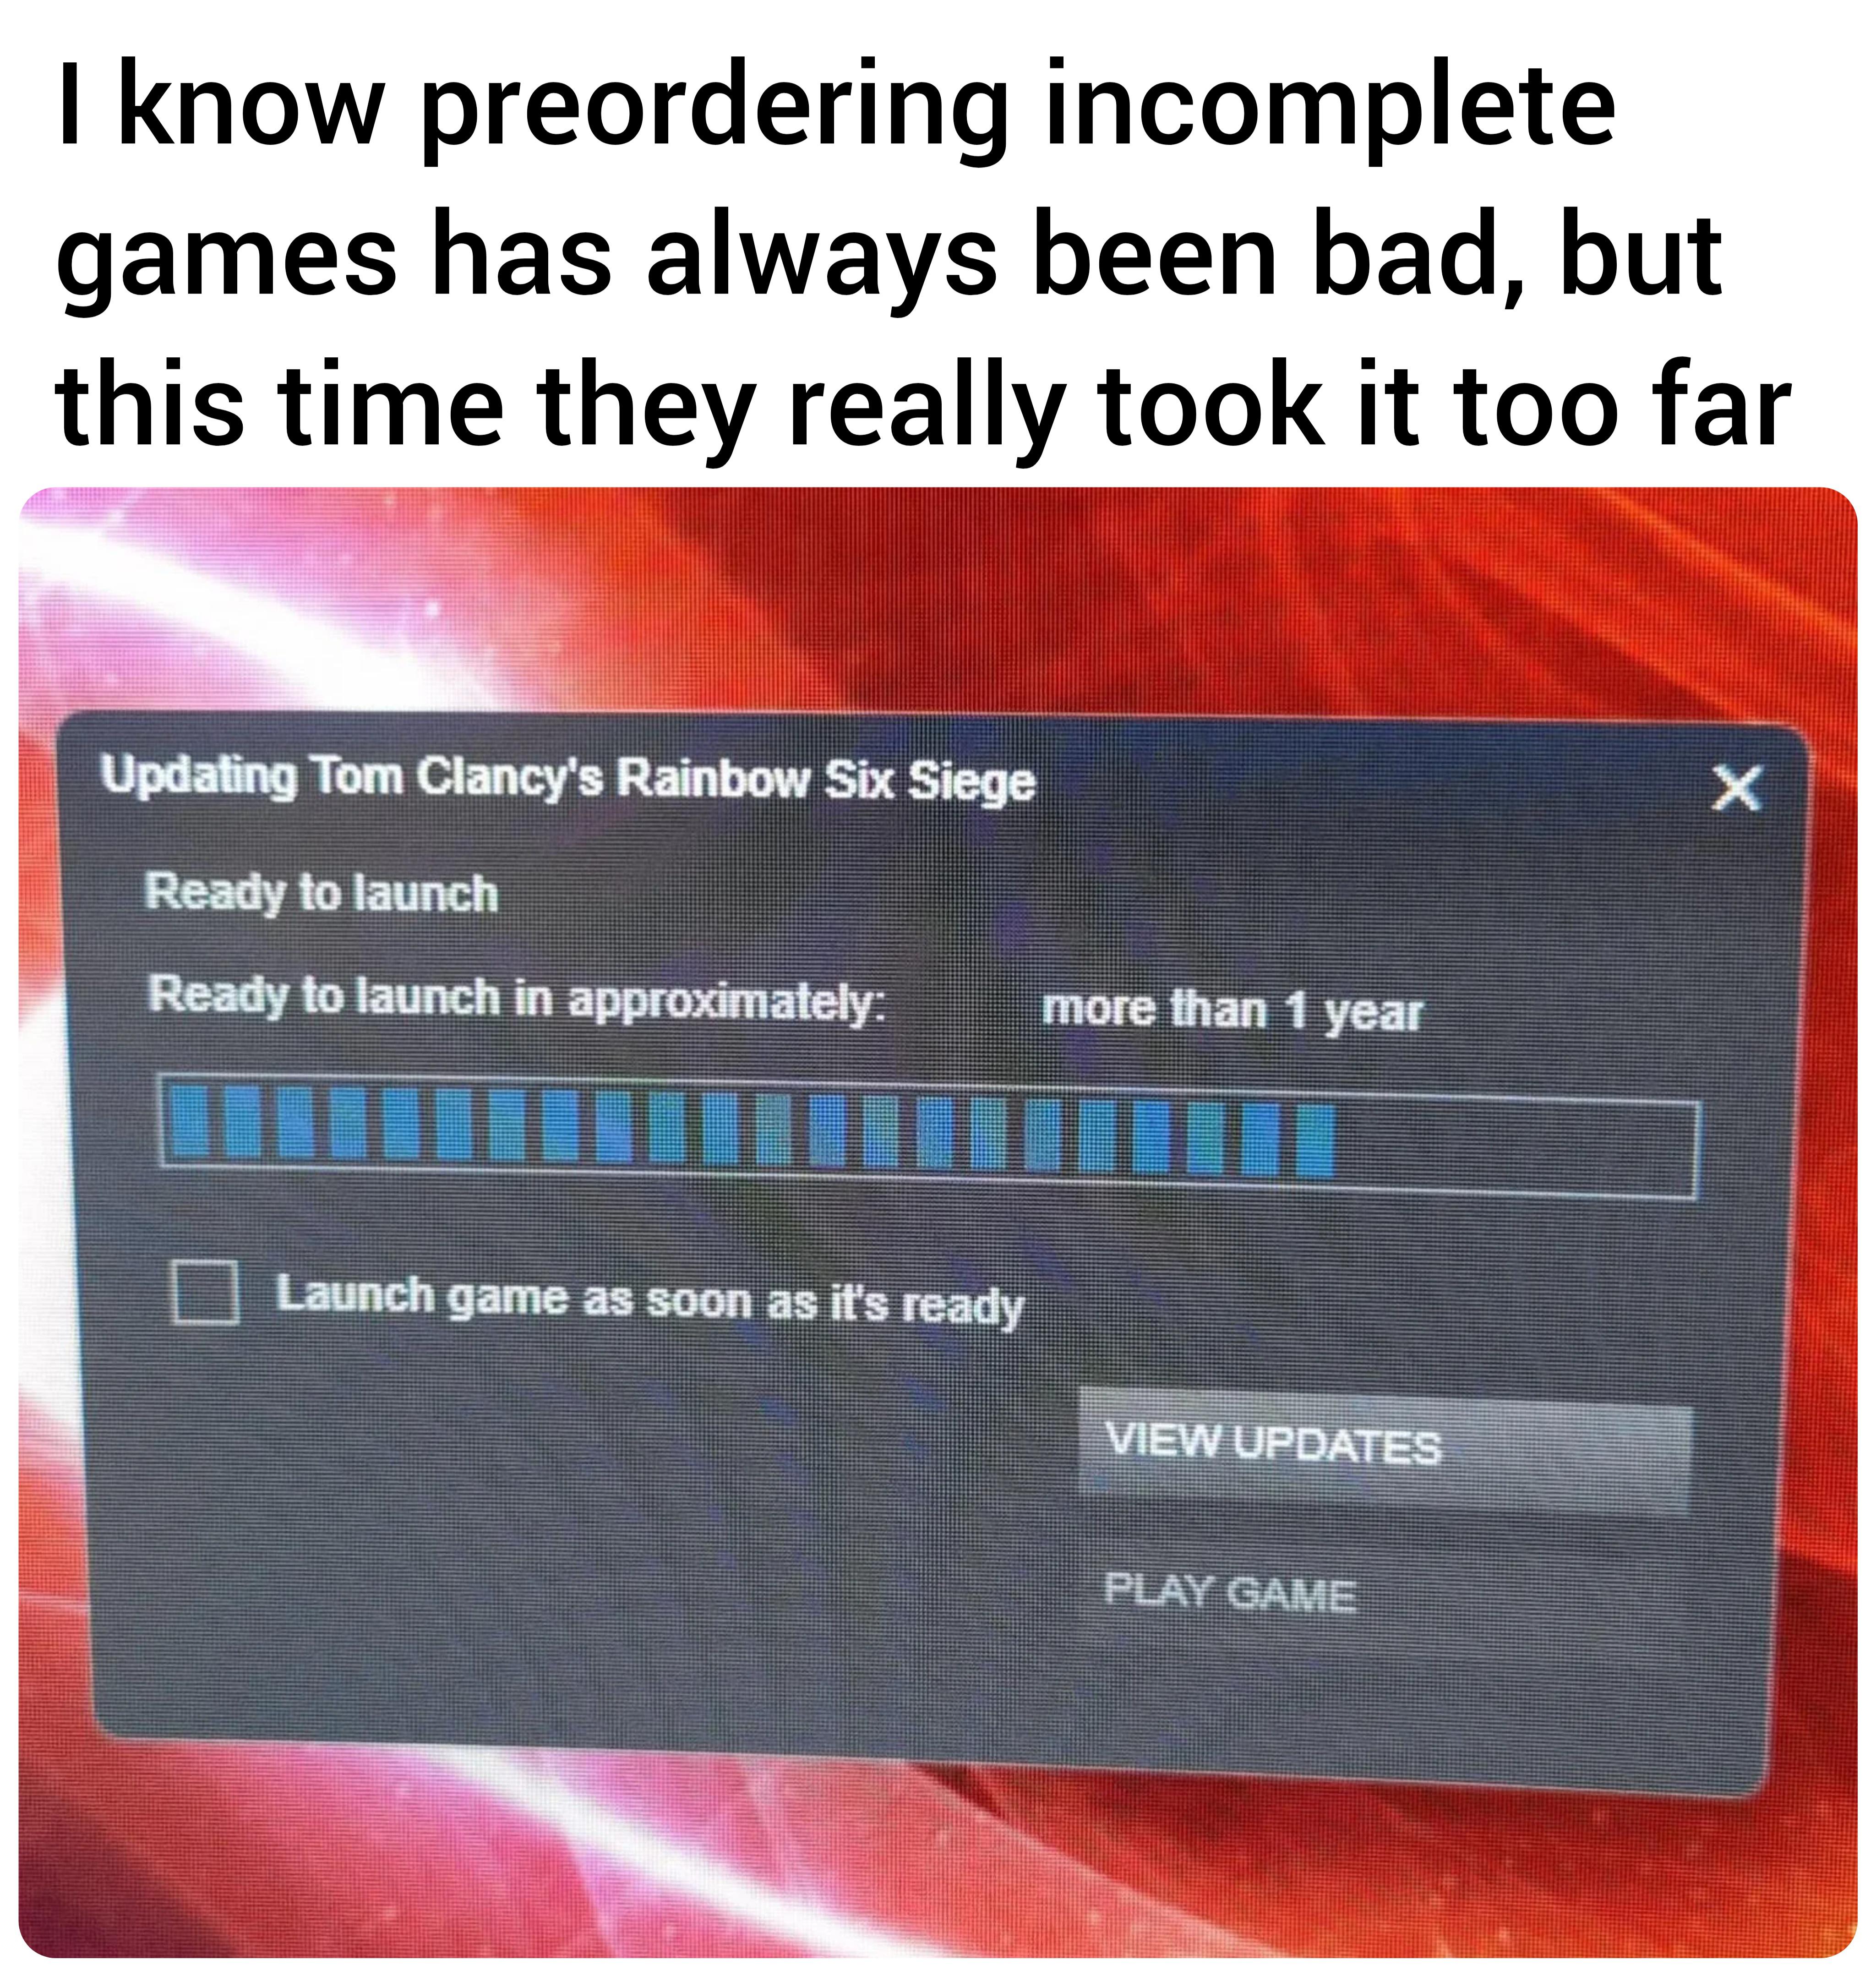 I know preordering incomplete
games has always been bad, but
this time they really took it too far
Updating Tom Clancy's Rainbow Six Siege
Ready to launch
Ready to launch in approximately: more than 1 year
Launch game as soon as it's ready
VIEW UPDATES
PLAY GAME